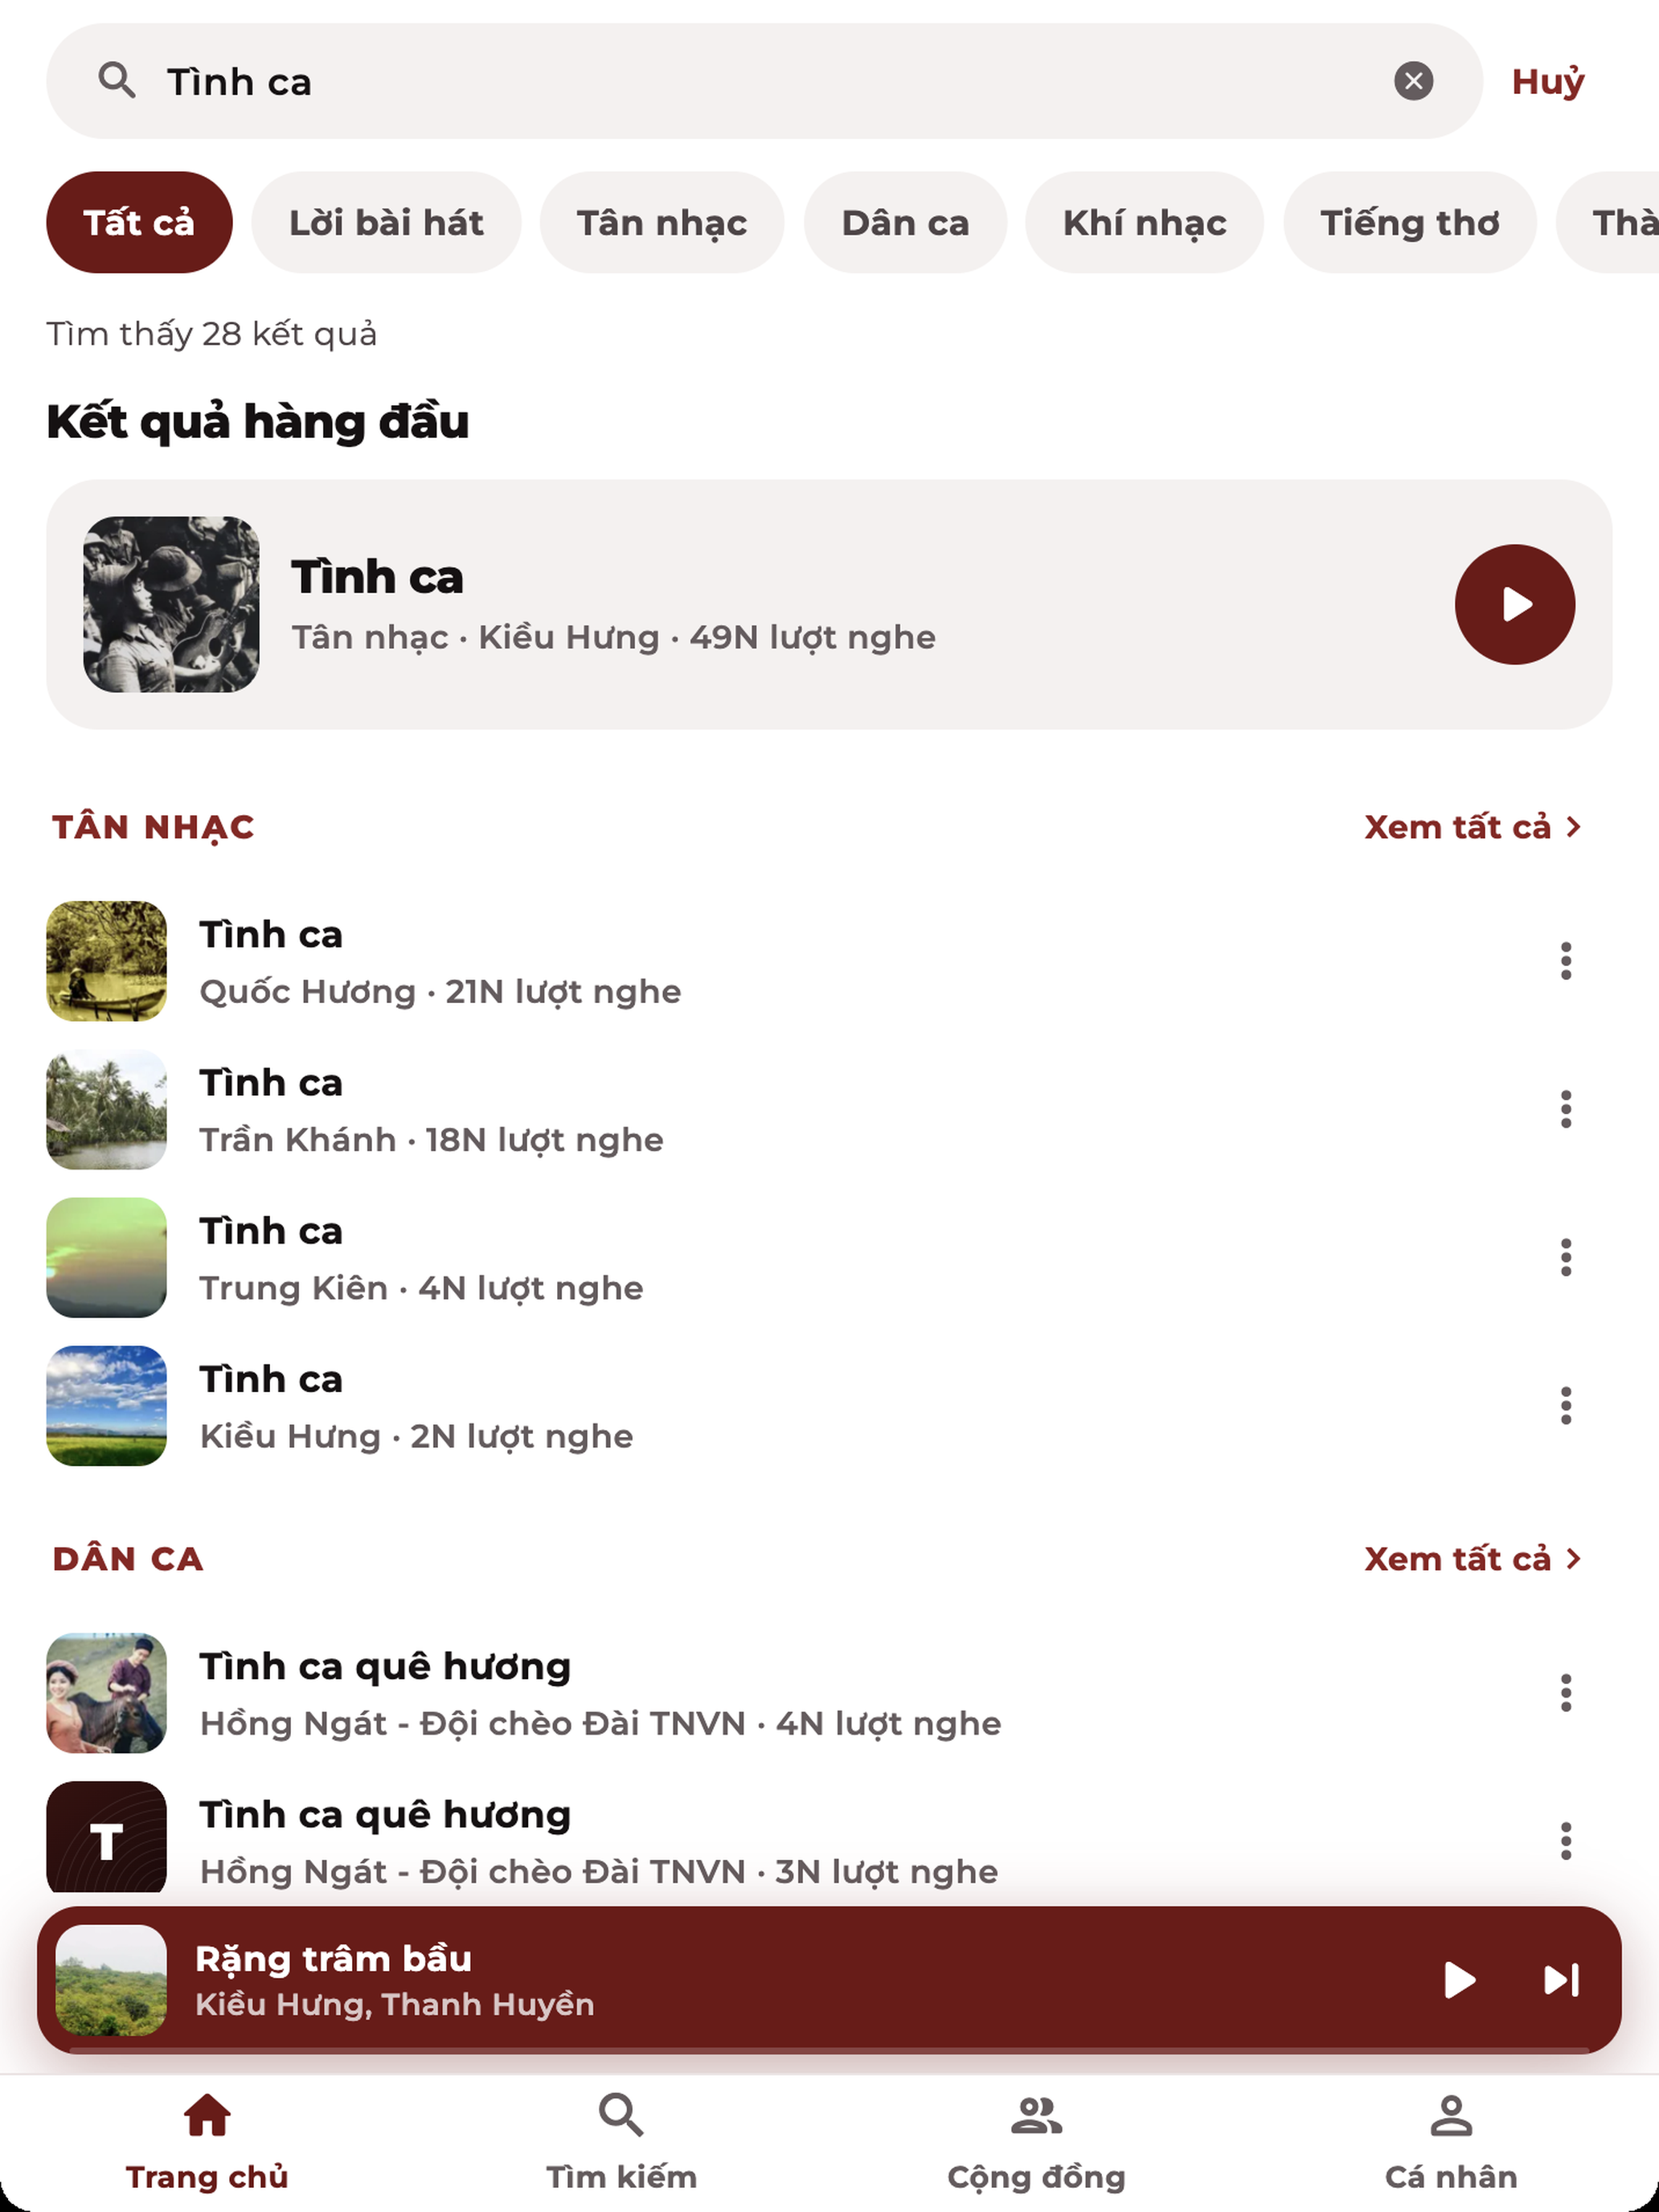 Tình ca
Huỷ
Tất cả
Lời bài hát
Tân nhạc
Dân ca
Khí nhạc
Tiếng thơ
Tìm thấy 28 kết quả
Kết quả hàng đầu
Tình ca
Tân nhạc · Kiều Hưng · 49N lượt nghe
TÂN NHẠC
Xem tất cả
Tình ca
Quốc Hương · 21N lượt nghe
Tình ca
Trần Khánh · 18N lượt nghe
Tình ca
Trung Kiên · 4N lượt nghe
Tình ca
Kiều Hưng · 2N lượt nghe
DÂN CA
Xem tất cả
Tình ca quê hương
Hồng Ngát - Đội chèo Đài TNVN · 4N lượt nghe
T
Tình ca quê hương
Hồng Ngát - Đội chèo Đài TNVN · 3N lượt nghe
Rặng trâm bầu
Kiều Hưng, Thanh Huyền
Trang chủ
Tìm kiếm
Cộng đồng
Cá nhân